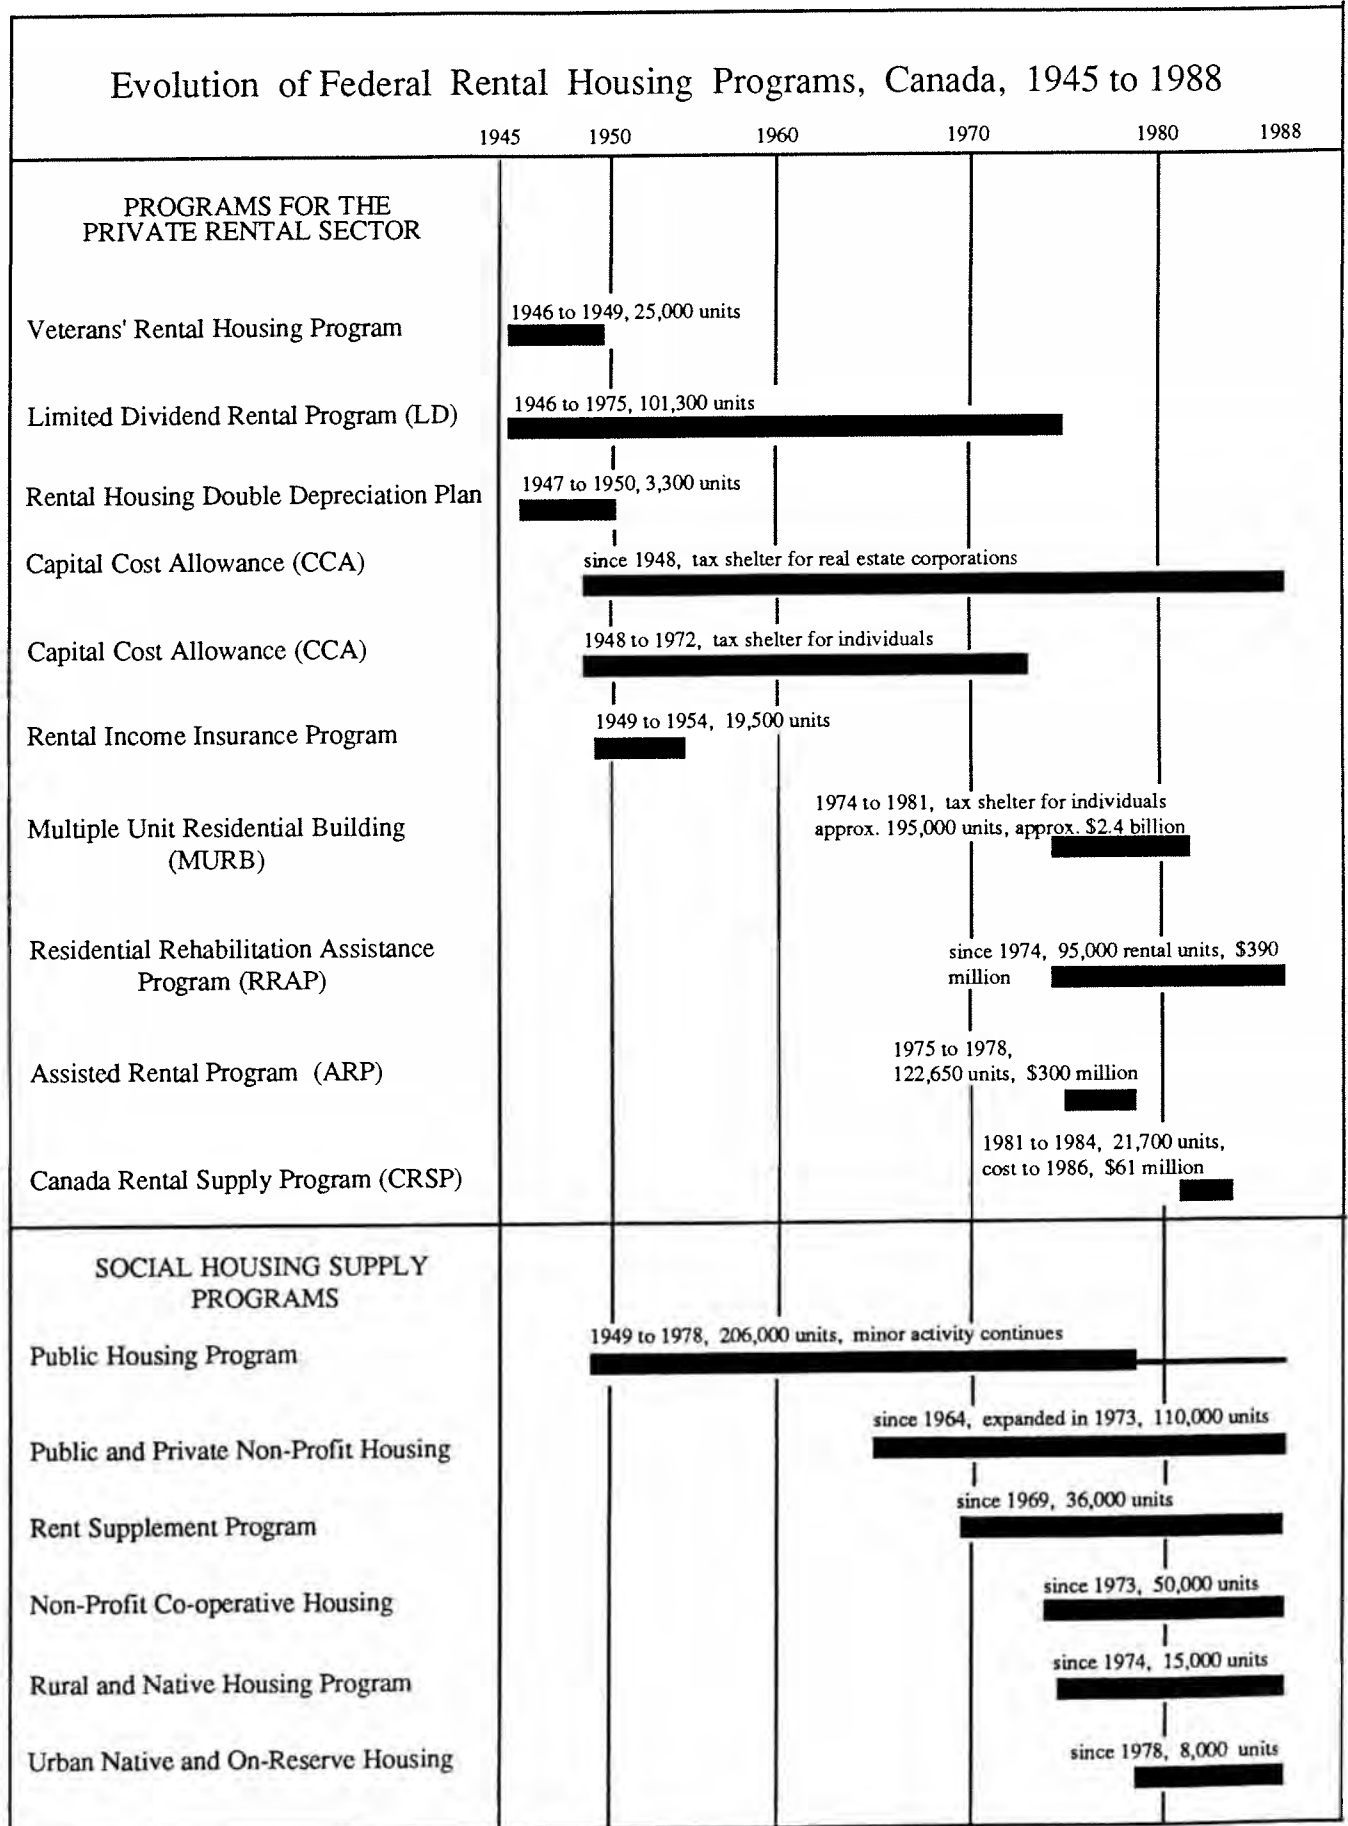 Evolution of Federal Rental Housing Programs, Canada, 1945 to 1988
1945 1950 1960 1970 1980 1988
PROGRAMS FOR THE
PRIVATE RENTAL SECTOR
1946 to 1949, 25,000 units
Veterans' Rental Housing Program
1946 to 1975, 101,300 units
Limited Dividend Rental Program (LD)
1947 to 1950, 3,300 units
Rental Housing Double Depreciation Plan
since 1948, tax shelter for real estate corporations
Capital Cost Allowance (CCA)
1948 to 1972, tax shelter for individuals
Capital Cost Allowance (CCA)
1949 to 1954, 19,500 units
Rental Income Insurance Program
1974 to 1981, tax shelter for individuals
approx. 195,000 units, approx. $2.4 billion
Multiple Unit Residential Building
(MURB)
since 1974, 95,000 rental units, $390
million
Residential Rehabilitation Assistance
Program (RRAP)
1975 to 1978,
122,650 units, $300 million
Assisted Rental Program (ARP)
1981 to 1984, 21,700 units,
cost to 1986, $61 million
Canada Rental Supply Program (CRSP)
SOCIAL HOUSING SUPPLY
PROGRAMS
1949 to 1978, 206,000 units, minor activity continues
Public Housing Program
since 1964, expanded in 1973, 110,000 units
Public and Private Non-Profit Housing
since 1969, 36,000 units
Rent Supplement Program
since 1973, 50,000 units
Non-Profit Co-operative Housing
since 1974, 15,000 units
Rural and Native Housing Program
since 1978, 8,000 units
Urban Native and On-Reserve Housing